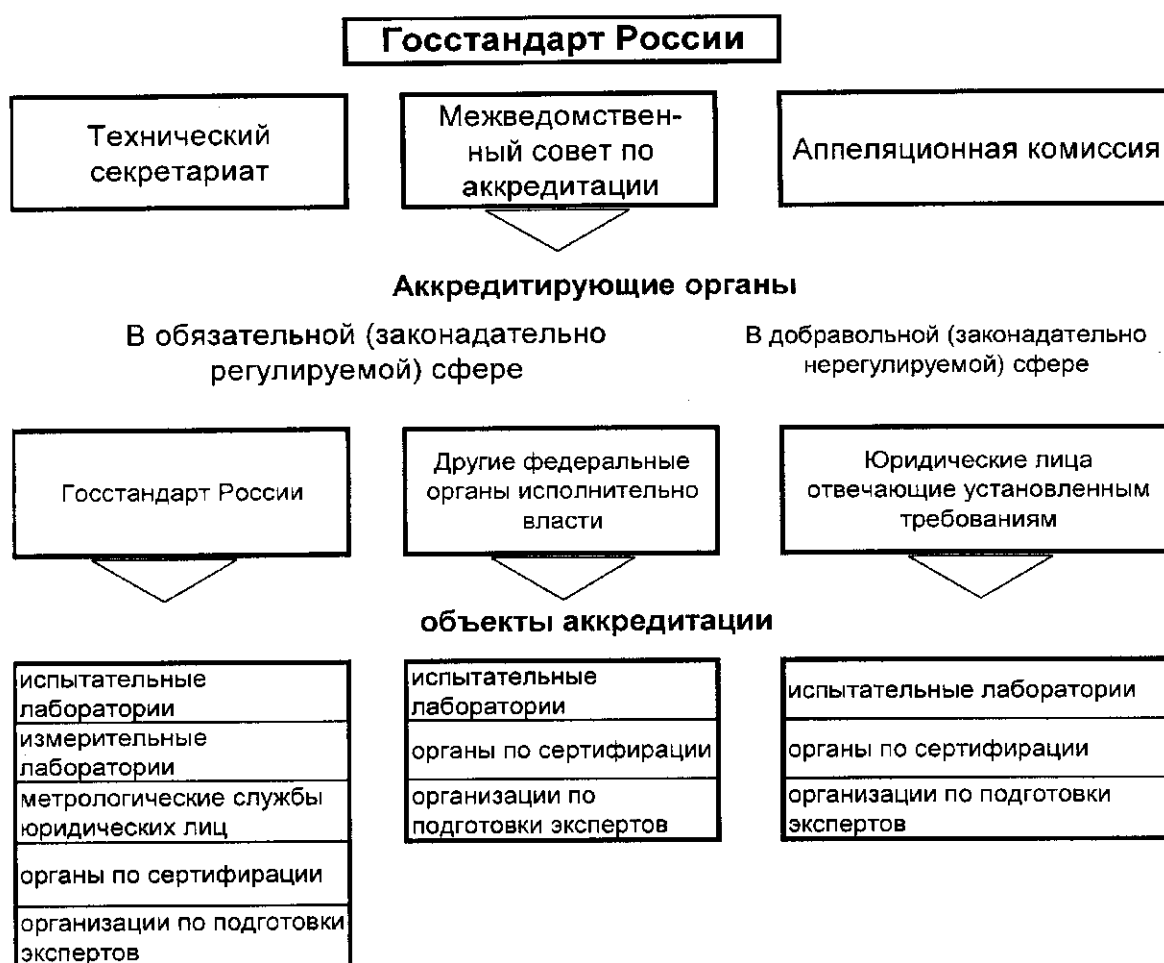 Госстандарт России
Технический
секретариат
Межведомствен-
ный совет по
аккредитации
Аппеляционная комиссия
Аккредитирующие органы
В обязательной (законадательно
регулируемой) сфере
В добравольной (законадательно
нерегулируемой) сфере
Госстандарт России
Другие федеральные
органы исполнительно
власти
Юридические лица
отвечающие установленным
требованиям
объекты аккредитации
испытательные
лаборатории
измерительные
лаборатории
метрологические службы
юридических лиц
органы по сертифирации
организации по подготовки
экспертов
испытательные
лаборатории
органы по сертифирации
организации по
подготовки экспертов
испытательные лаборатории
органы по сертифирации
организации по подготовки
экспертов